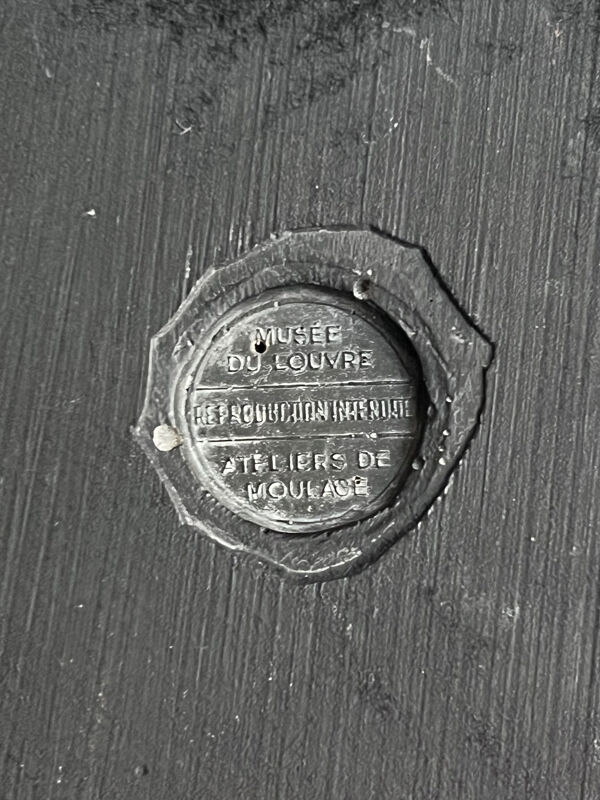 MUSÉE
DU LOUVRE
REPRODUCTION INTERDITE
ATELIERS DE
MOULAGE